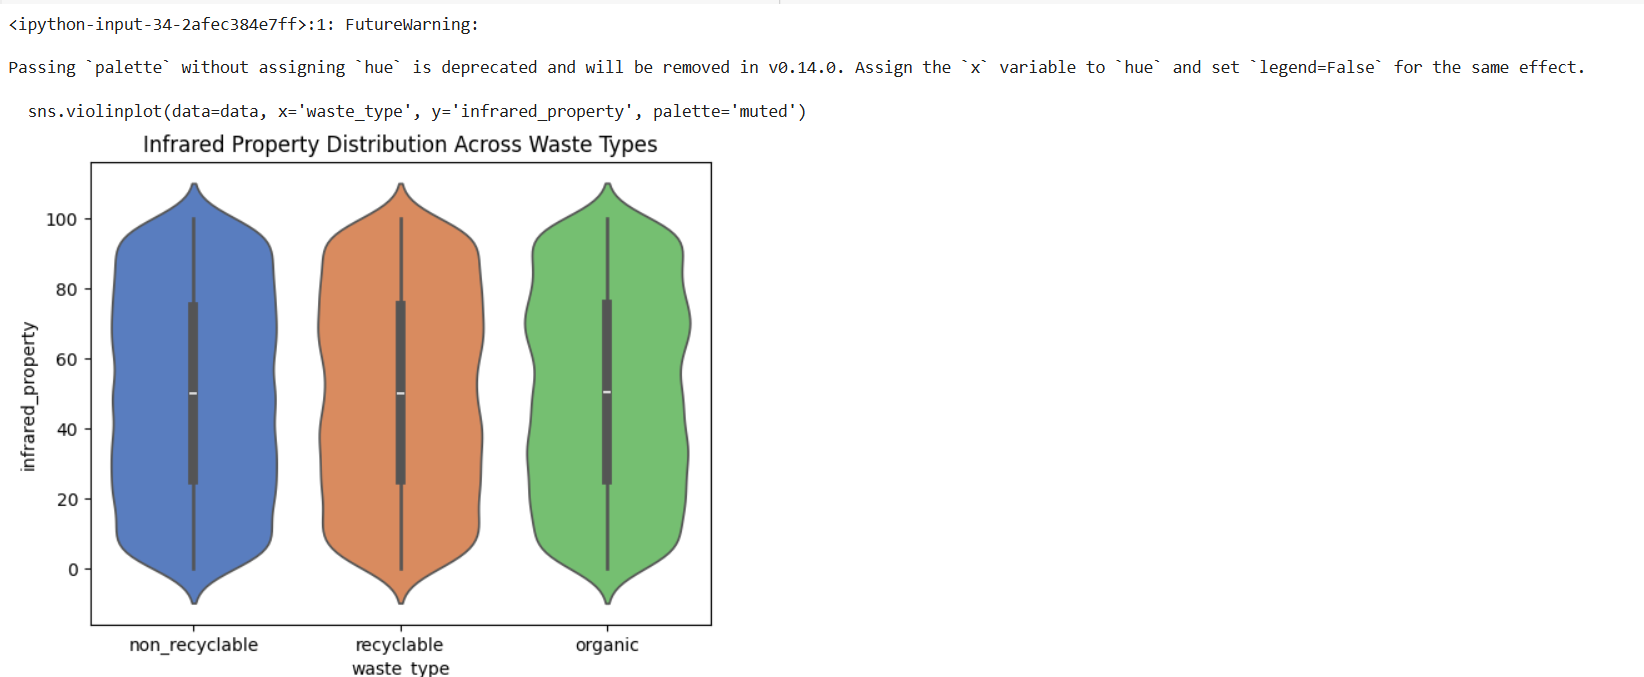 <ipython-input-34-2afec384e7ff>:1: FutureWarning:
Passing `palette` without assigning `hue` is deprecated and will be removed in v0.14.0. Assign the `x` variable to `hue` and set `legend=False` for the same effect.
sns.violinplot(data=data, x='waste_type', y='infrared_property', palette='muted')
Infrared Property Distribution Across Waste Types
100
80
60
40
20
0
infrared_property
non_recyclable recyclable organic
waste_type